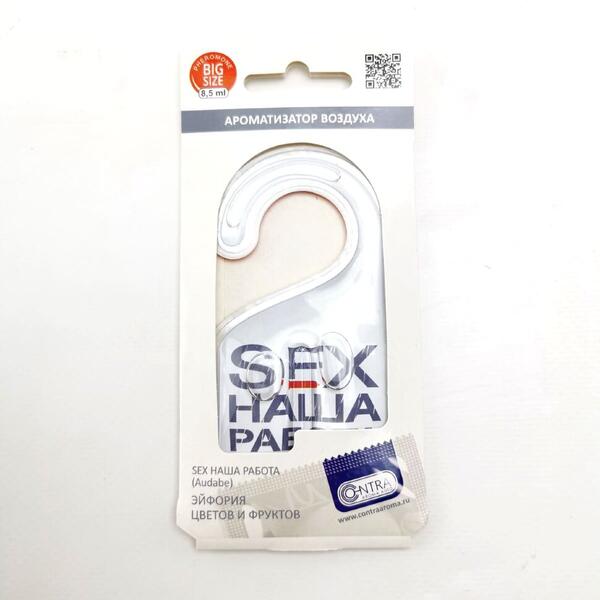 PHEROMONE
BIG
SIZE
8,5 ml
АРОМАТИЗАТОР ВОЗДУХА
SEX
НАША
РАБ
SEX НАША РАБОТА
(Audabe)
ЭЙФОРИЯ
ЦВЕТОВ И ФРУКТОВ
CONTRA
www.contraaroma.ru